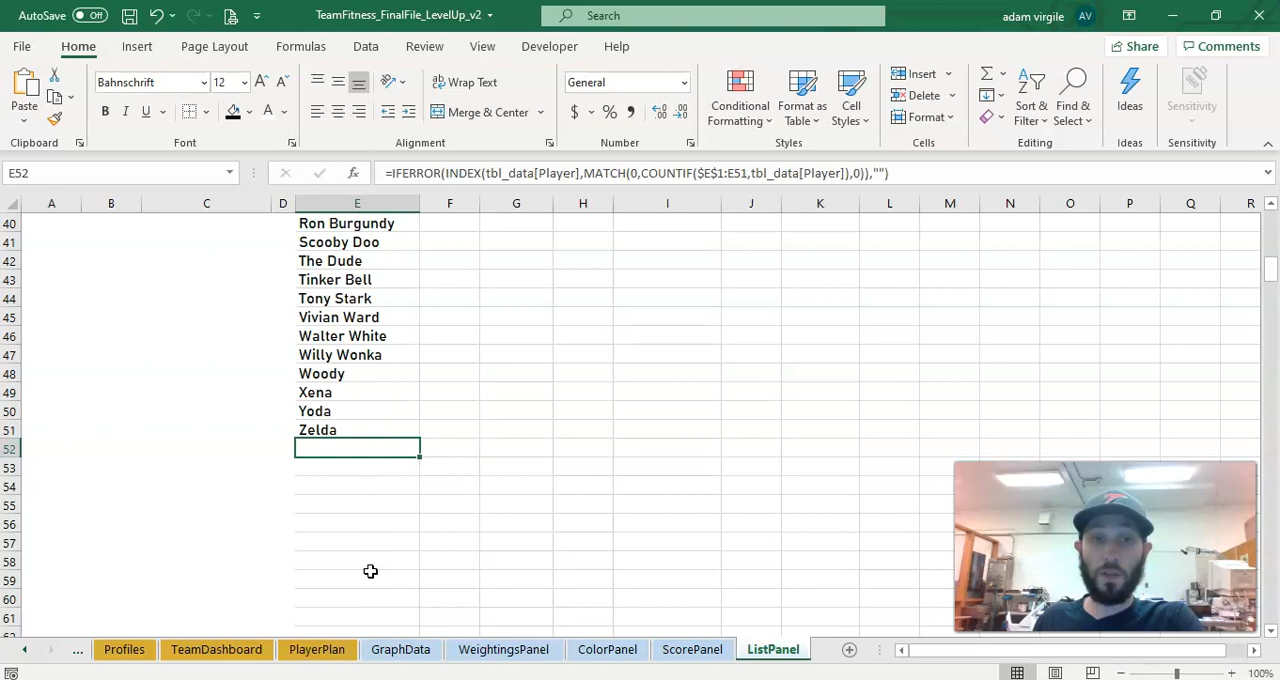 AutoSave Off TeamFitness_FinalFile_LevelUp_v2 Search adam virgile AV
File Home Insert Page Layout Formulas Data Review View Developer Help Share Comments
Paste Bahnschrift 12 A A Wrap Text General Conditional Formatting Format as Table Cell Styles Insert Delete Format Sort & Filter Find & Select Ideas Sensitivity
B I U A Merge & Center $ % ,
Clipboard Font Alignment Number Styles Cells Editing Ideas Sensitivity
E52 fx =IFERROR(INDEX(tbl_data[Player],MATCH(0,COUNTIF($E$1:E51,tbl_data[Player]),0)),"")
A B C D E F G H I J K L M N O P Q R
40 Ron Burgundy
41 Scooby Doo
42 The Dude
43 Tinker Bell
44 Tony Stark
45 Vivian Ward
46 Walter White
47 Willy Wonka
48 Woody
49 Xena
50 Yoda
51 Zelda
52
53
54
55
56
57
58
59
60
61
... Profiles TeamDashboard PlayerPlan GraphData WeightingsPanel ColorPanel ScorePanel ListPanel
100%